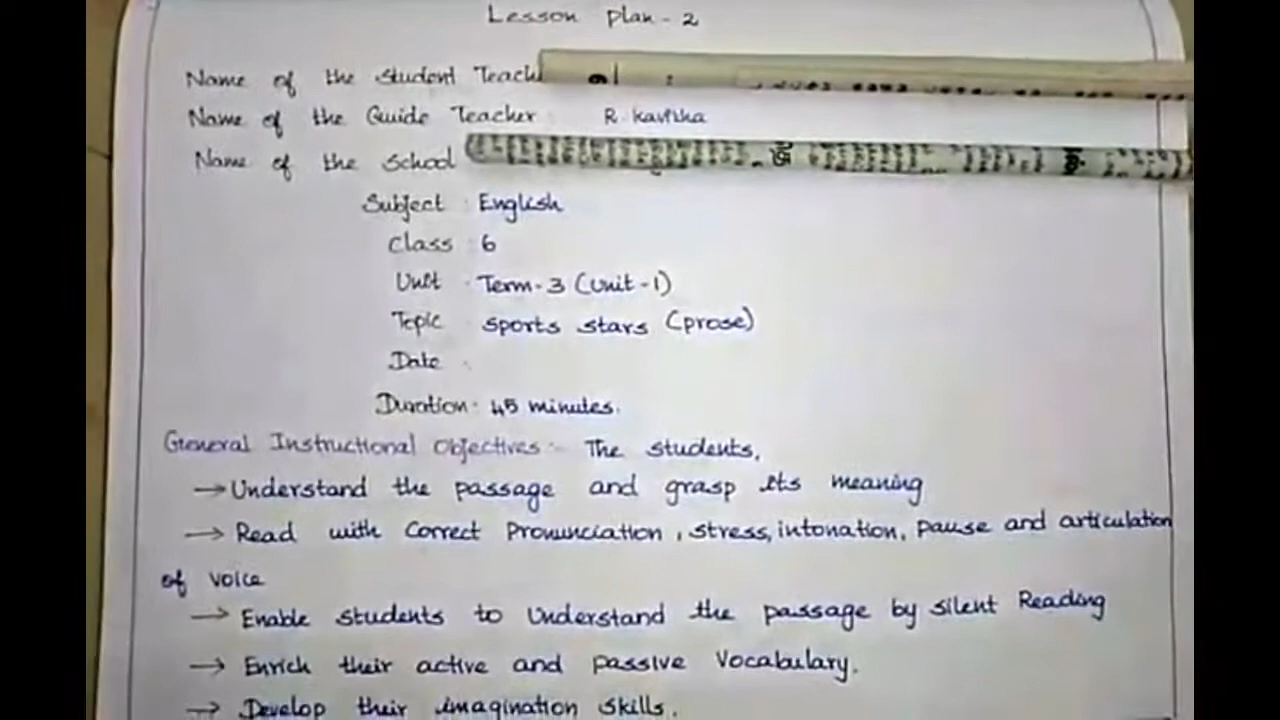 Lesson plan - 2
Name of the Student Teach
Name of the Guide Teacher : R. Kavitha
Name of the School
Subject : English
Class : 6
Unit : Term - 3 (Unit - 1)
Topic : Sports stars (prose)
Date :
Duration : 45 minutes.
General Instructional Objectives :- The students,
→ Understand the passage and grasp its meaning
→ Read with Correct Pronunciation, stress, intonation, pause and articulation
of voice
→ Enable students to Understand the passage by silent Reading
→ Enrich their active and passive Vocabulary.
→ Develop their imagination skills.